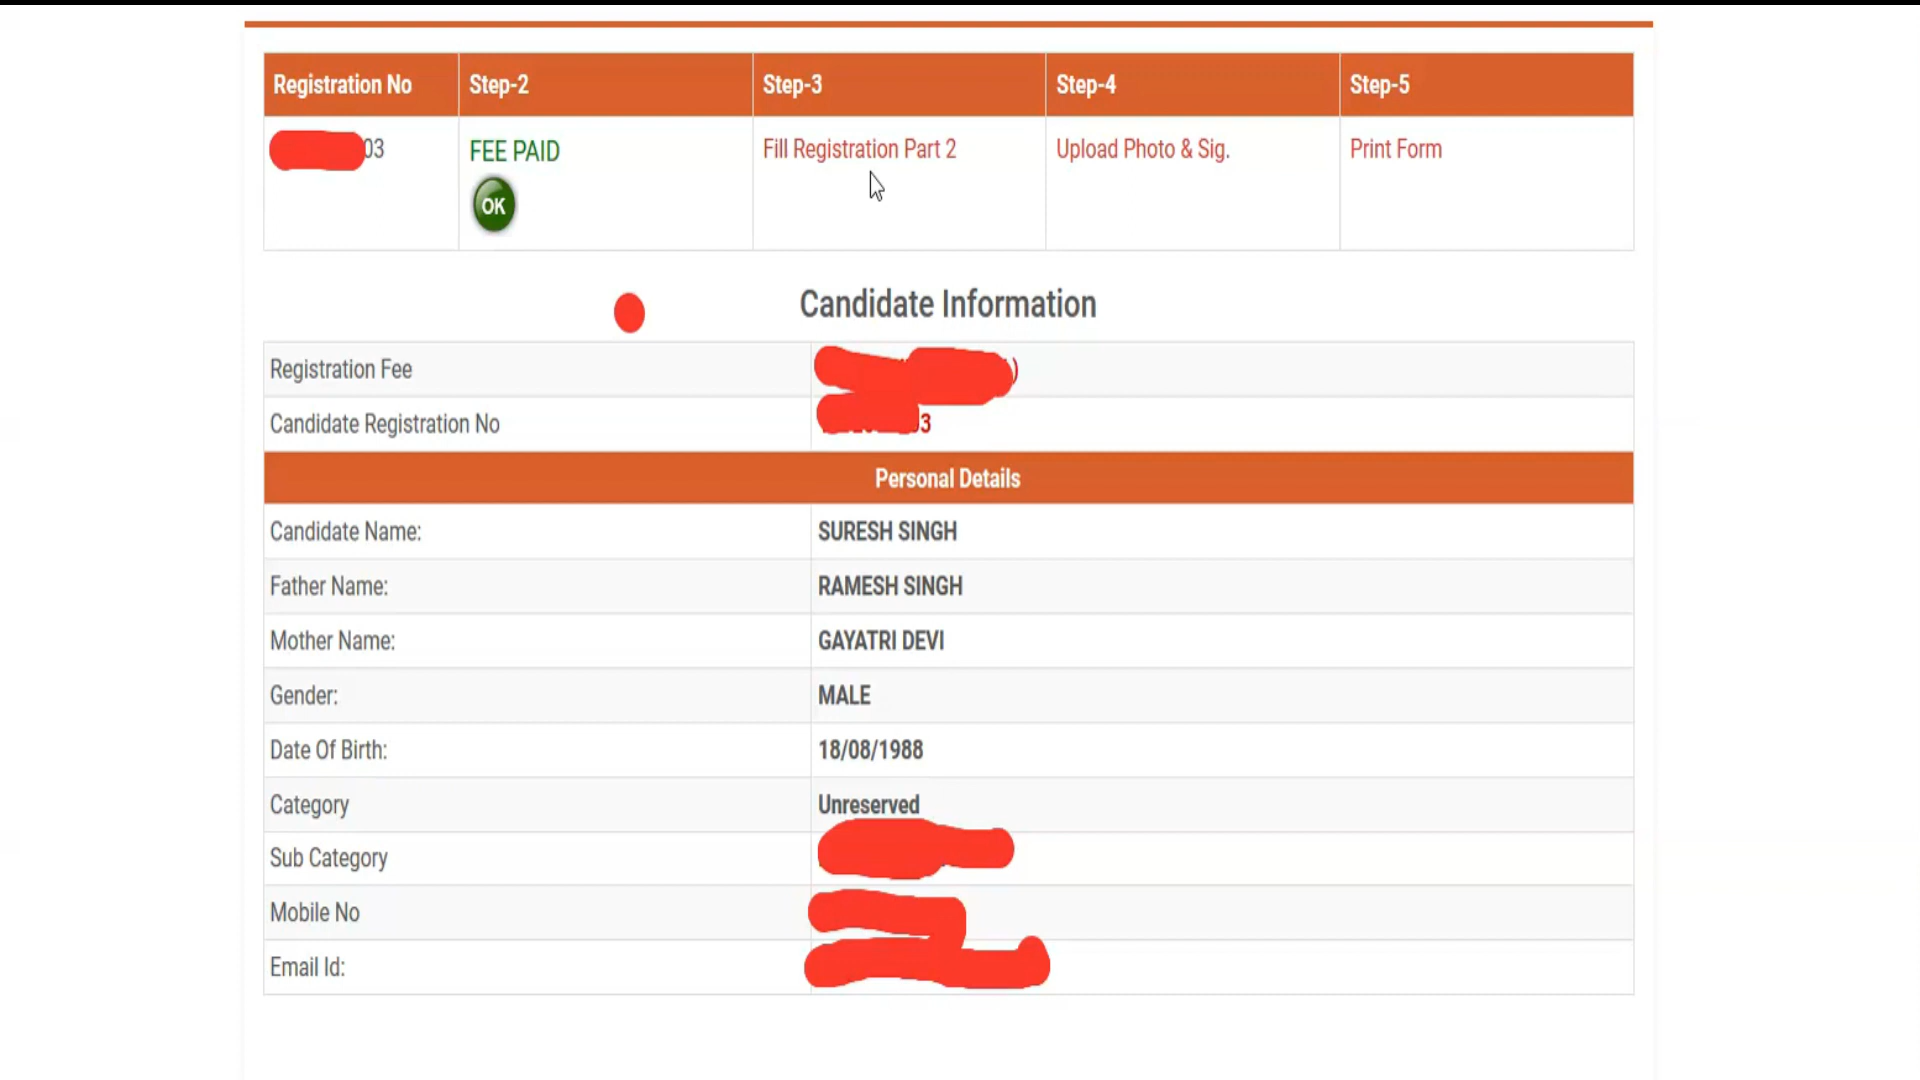 Registration No Step-2 Step-3 Step-4 Step-5
03 FEE PAID Fill Registration Part 2 Upload Photo & Sig. Print Form
OK
Candidate Information
Registration Fee )
Candidate Registration No 3
Personal Details
Candidate Name: SURESH SINGH
Father Name: RAMESH SINGH
Mother Name: GAYATRI DEVI
Gender: MALE
Date Of Birth: 18/08/1988
Category Unreserved
Sub Category
Mobile No
Email Id: